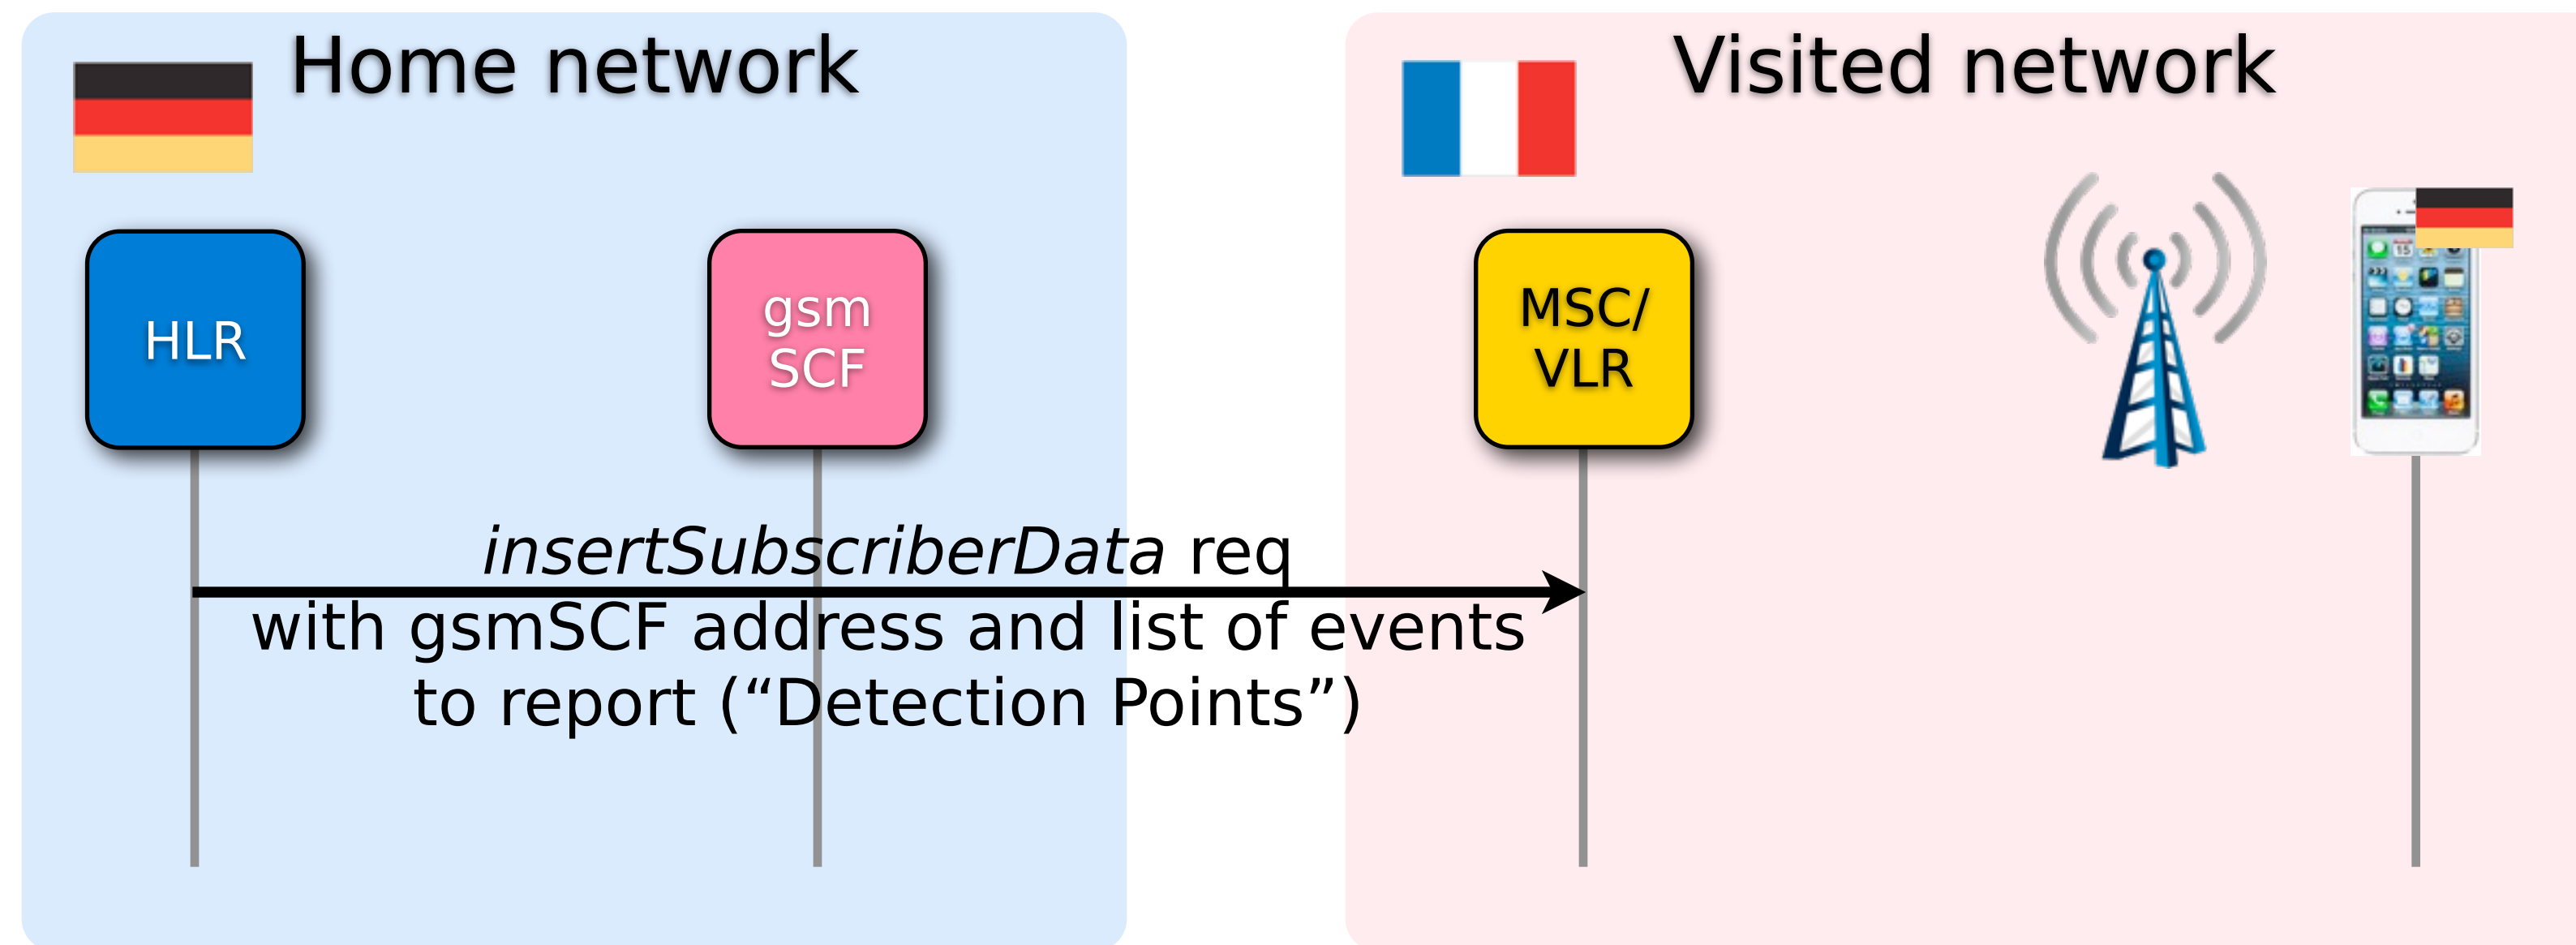 Home network
Visited network
HLR
gsm
SCF
MSC/
VLR
insertSubscriberData req
with gsmSCF address and list of events
to report (“Detection Points”)